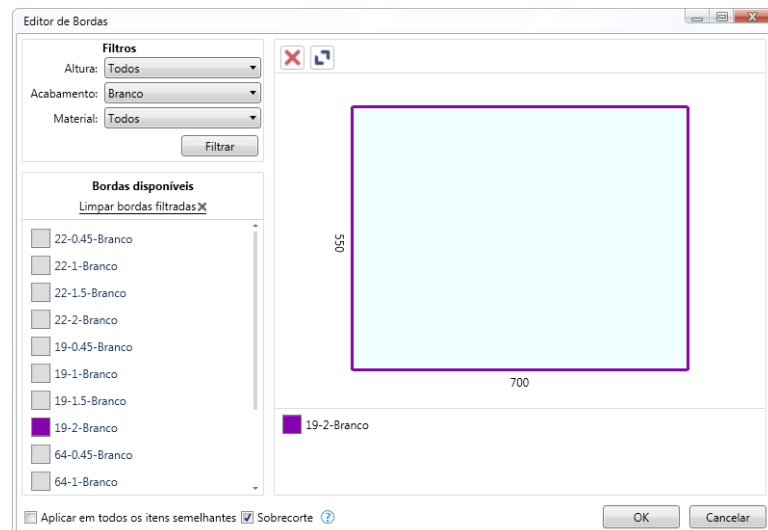 Editor de Bordas
Filtros
Altura: Todos
Acabamento: Branco
Material: Todos
Filtrar
Bordas disponíveis
Limpar bordas filtradas
22-0.45-Branco
22-1-Branco
22-1.5-Branco
22-2-Branco
19-0.45-Branco
19-1-Branco
19-1.5-Branco
19-2-Branco
64-0.45-Branco
64-1-Branco
550
700
19-2-Branco
Aplicar em todos os itens semelhantes Sobrecorte ?
OK Cancelar